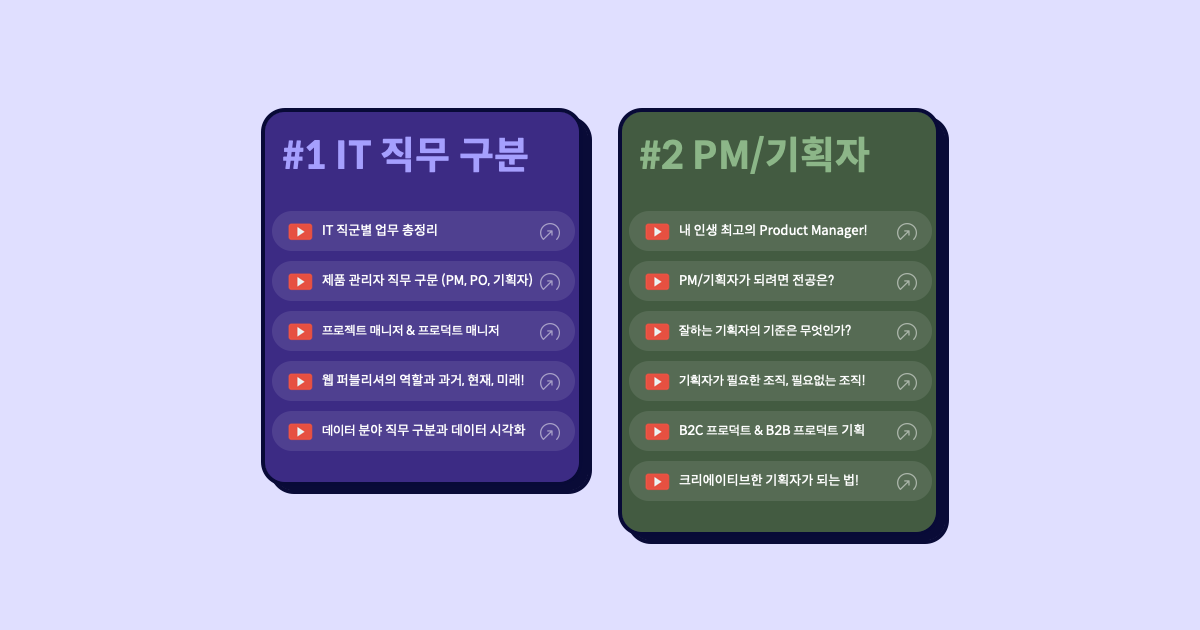 #1 IT 직무 구분
IT 직군별 업무 총정리
제품 관리자 직무 구문 (PM, PO, 기획자)
프로젝트 매니저 & 프로덕트 매니저
웹 퍼블리셔의 역할과 과거, 현재, 미래!
데이터 분야 직무 구분과 데이터 시각화
#2 PM/기획자
내 인생 최고의 Product Manager!
PM/기획자가 되려면 전공은?
잘하는 기획자의 기준은 무엇인가?
기획자가 필요한 조직, 필요없는 조직!
B2C 프로덕트 & B2B 프로덕트 기획
크리에이티브한 기획자가 되는 법!